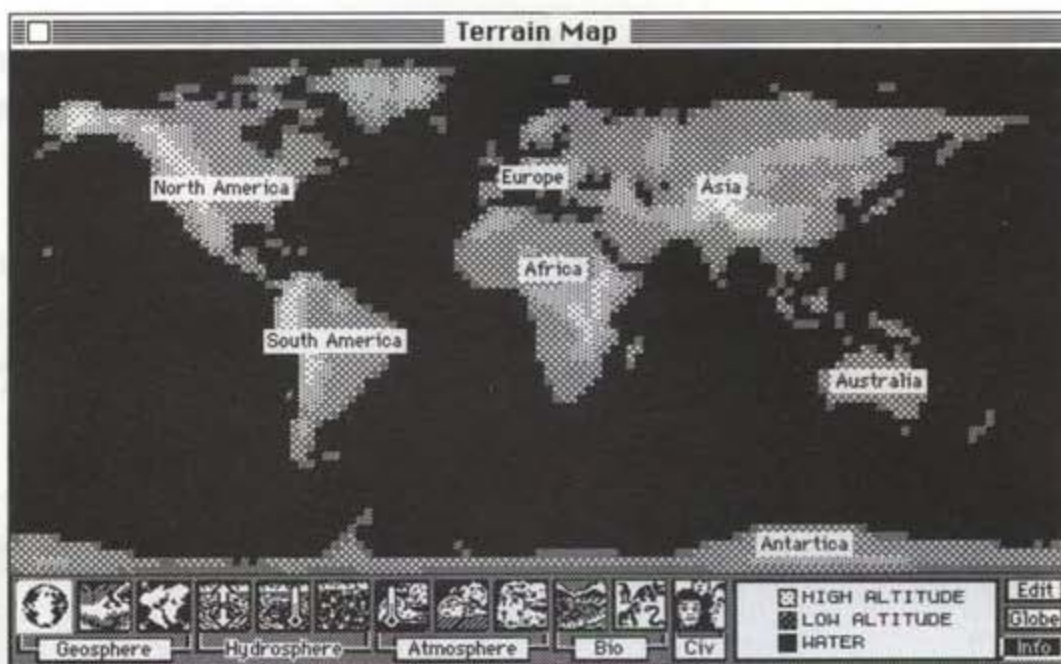 Terrain Map
North America
Europe
Asia
Africa
South America
Australia
Antartica
Geosphere
Hydrosphere
Atmosphere
Bio
Civ
HIGH ALTITUDE
LOW ALTITUDE
WATER
Edit
Globe
Info